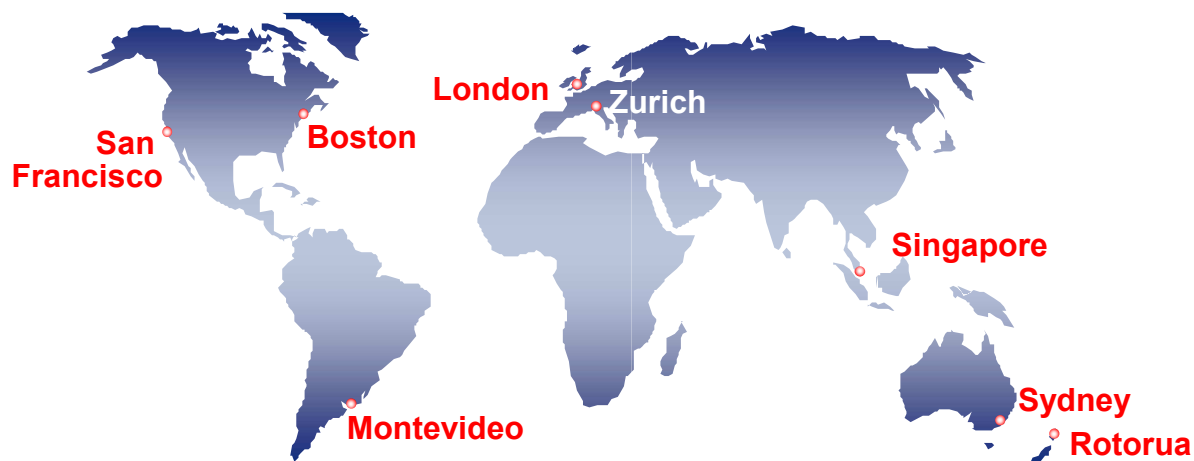 London
Zurich
Boston
San
Francisco
Singapore
Sydney
Montevideo
Rotorua